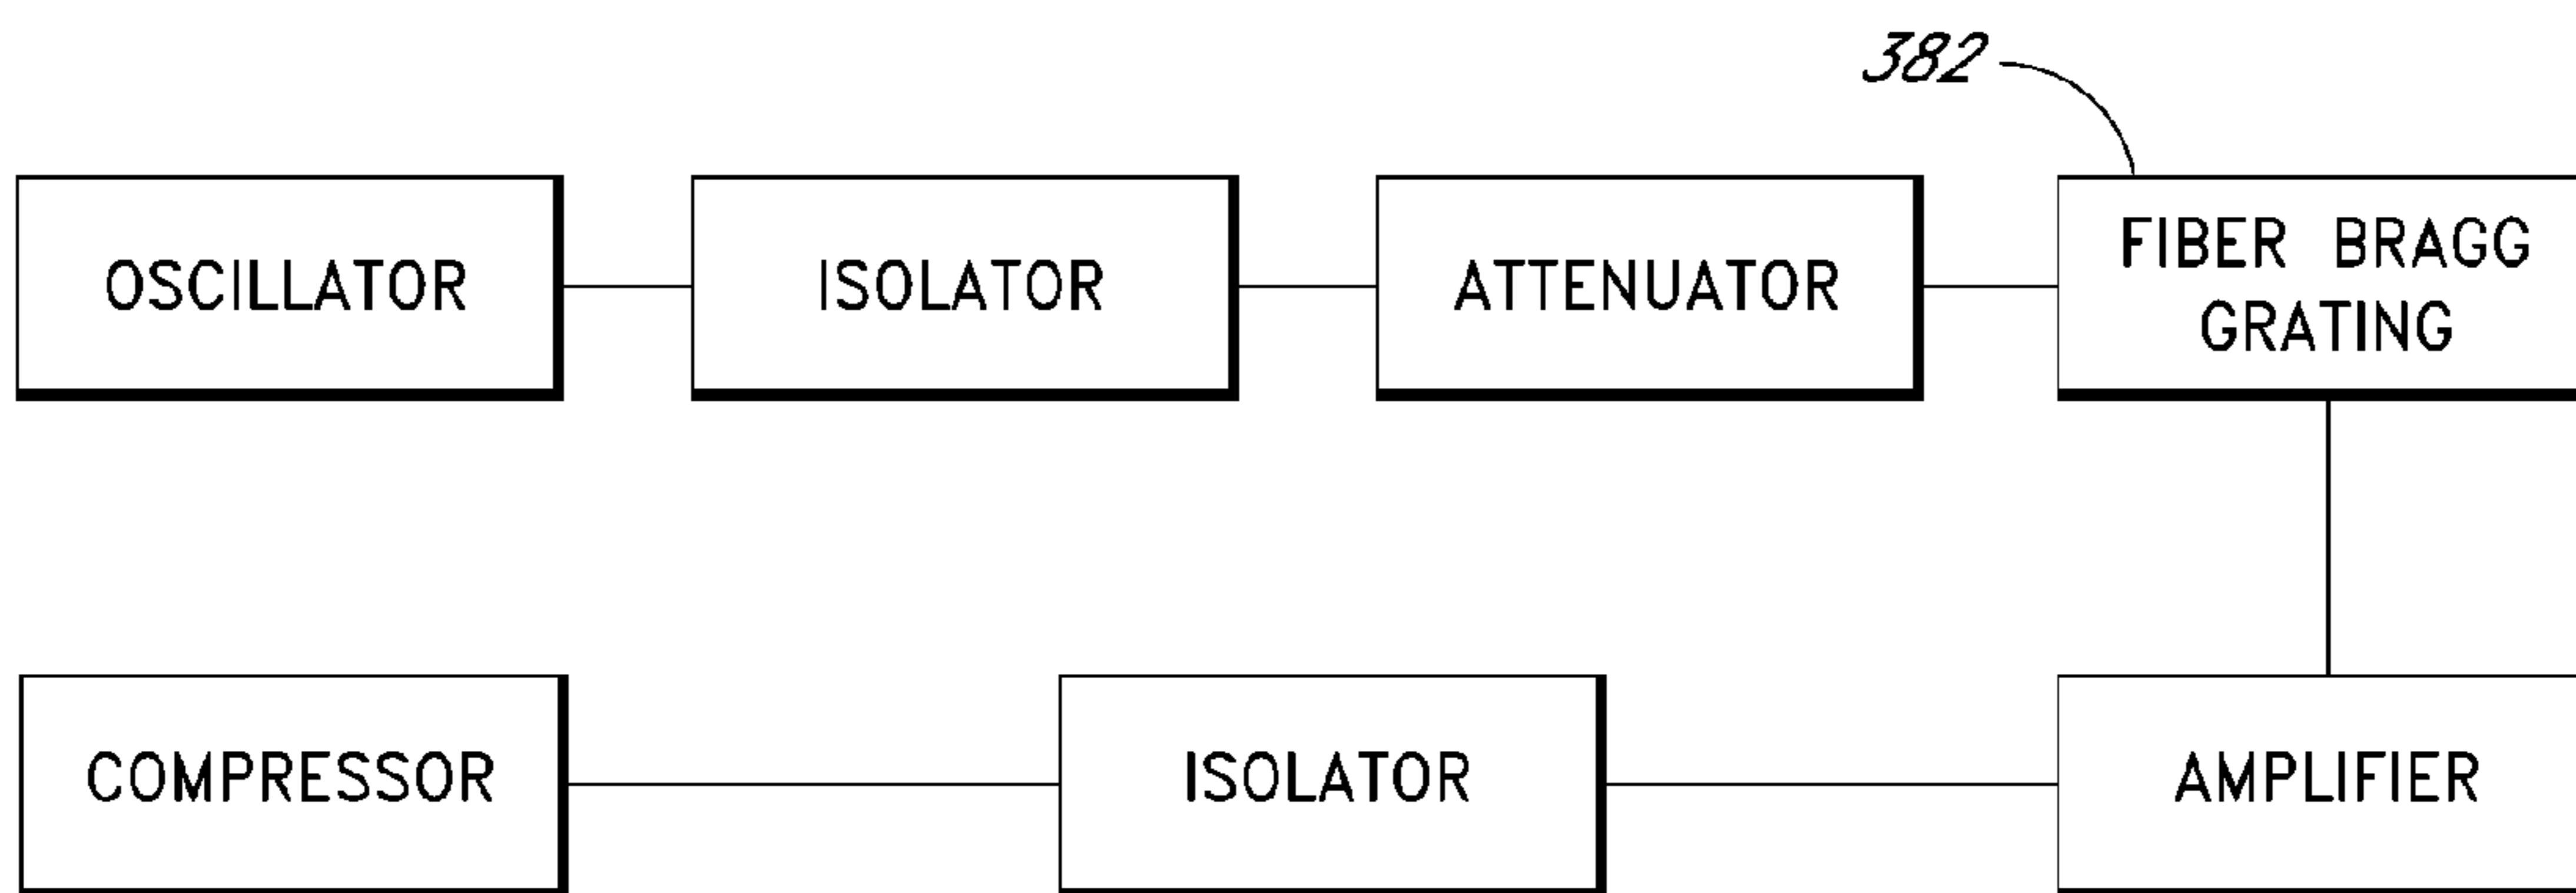 382
OSCILLATOR
ISOLATOR
ATTENUATOR
FIBER BRAGG
GRATING
COMPRESSOR
ISOLATOR
AMPLIFIER